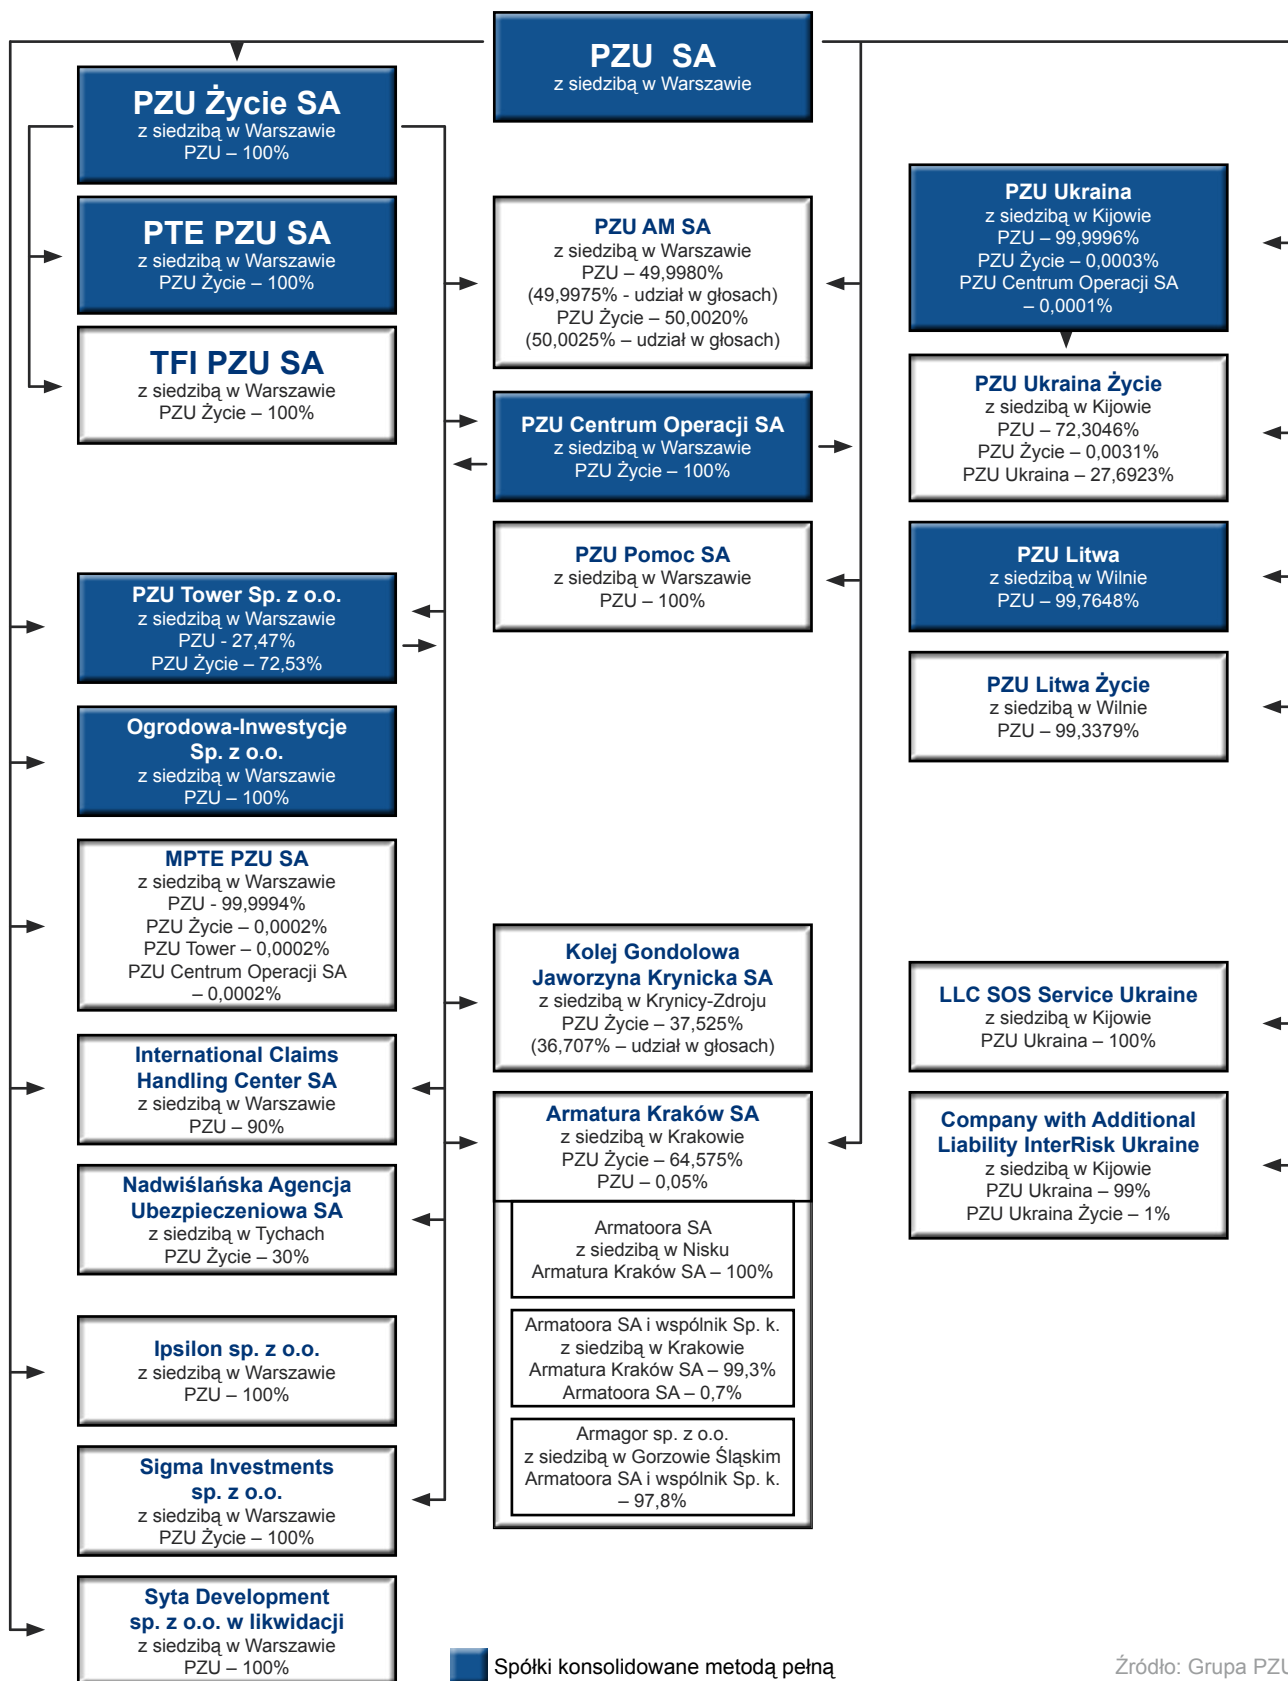 PZU SA
z siedzibą w Warszawie
PZU Życie SA
z siedzibą w Warszawie
PZU – 100%
PTE PZU SA
z siedzibą w Warszawie
PZU Życie – 100%
TFI PZU SA
z siedzibą w Warszawie
PZU Życie – 100%
PZU Tower Sp. z o.o.
z siedzibą w Warszawie
PZU - 27,47%
PZU Życie – 72,53%
Ogrodowa-Inwestycje
Sp. z o.o.
z siedzibą w Warszawie
PZU – 100%
MPTE PZU SA
z siedzibą w Warszawie
PZU - 99,9994%
PZU Życie – 0,0002%
PZU Tower – 0,0002%
PZU Centrum Operacji SA
– 0,0002%
International Claims
Handling Center SA
z siedzibą w Warszawie
PZU – 90%
Nadwiślańska Agencja
Ubezpieczeniowa SA
z siedzibą w Tychach
PZU Życie – 30%
Ipsilon sp. z o.o.
z siedzibą w Warszawie
PZU – 100%
Sigma Investments
sp. z o.o.
z siedzibą w Warszawie
PZU Życie – 100%
Syta Development
sp. z o.o. w likwidacji
z siedzibą w Warszawie
PZU – 100%
PZU AM SA
z siedzibą w Warszawie
PZU – 49,9980%
(49,9975% - udział w głosach)
PZU Życie – 50,0020%
(50,0025% – udział w głosach)
PZU Centrum Operacji SA
z siedzibą w Warszawie
PZU Życie – 100%
PZU Pomoc SA
z siedzibą w Warszawie
PZU – 100%
Kolej Gondolowa
Jaworzyna Krynicka SA
z siedzibą w Krynicy-Zdroju
PZU Życie – 37,525%
(36,707% – udział w głosach)
Armatura Kraków SA
z siedzibą w Krakowie
PZU Życie – 64,575%
PZU – 0,05%
Armatoora SA
z siedzibą w Nisku
Armatura Kraków SA – 100%
Armatoora SA i wspólnik Sp. k.
z siedzibą w Krakowie
Armatura Kraków SA – 99,3%
Armatoora SA – 0,7%
Armagor sp. z o.o.
z siedzibą w Gorzowie Śląskim
Armatoora SA i wspólnik Sp. k.
– 97,8%
PZU Ukraina
z siedzibą w Kijowie
PZU – 99,9996%
PZU Życie – 0,0003%
PZU Centrum Operacji SA
– 0,0001%
PZU Ukraina Życie
z siedzibą w Kijowie
PZU – 72,3046%
PZU Życie – 0,0031%
PZU Ukraina – 27,6923%
PZU Litwa
z siedzibą w Wilnie
PZU – 99,7648%
PZU Litwa Życie
z siedzibą w Wilnie
PZU – 99,3379%
LLC SOS Service Ukraine
z siedzibą w Kijowie
PZU Ukraina – 100%
Company with Additional
Liability InterRisk Ukraine
z siedzibą w Kijowie
PZU Ukraina – 99%
PZU Ukraina Życie – 1%
Spółki konsolidowane metodą pełną
Źródło: Grupa PZU